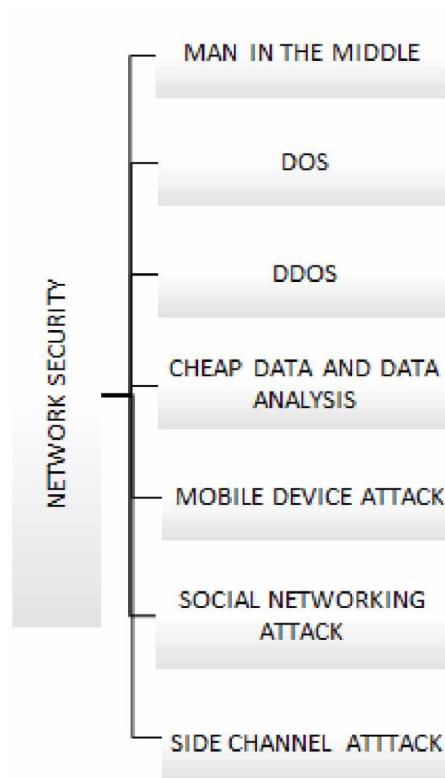 NETWORK SECURITY
MAN IN THE MIDDLE
DOS
DDOS
CHEAP DATA AND DATA
ANALYSIS
MOBILE DEVICE ATTACK
SOCIAL NETWORKING
ATTACK
SIDE CHANNEL ATTTACK